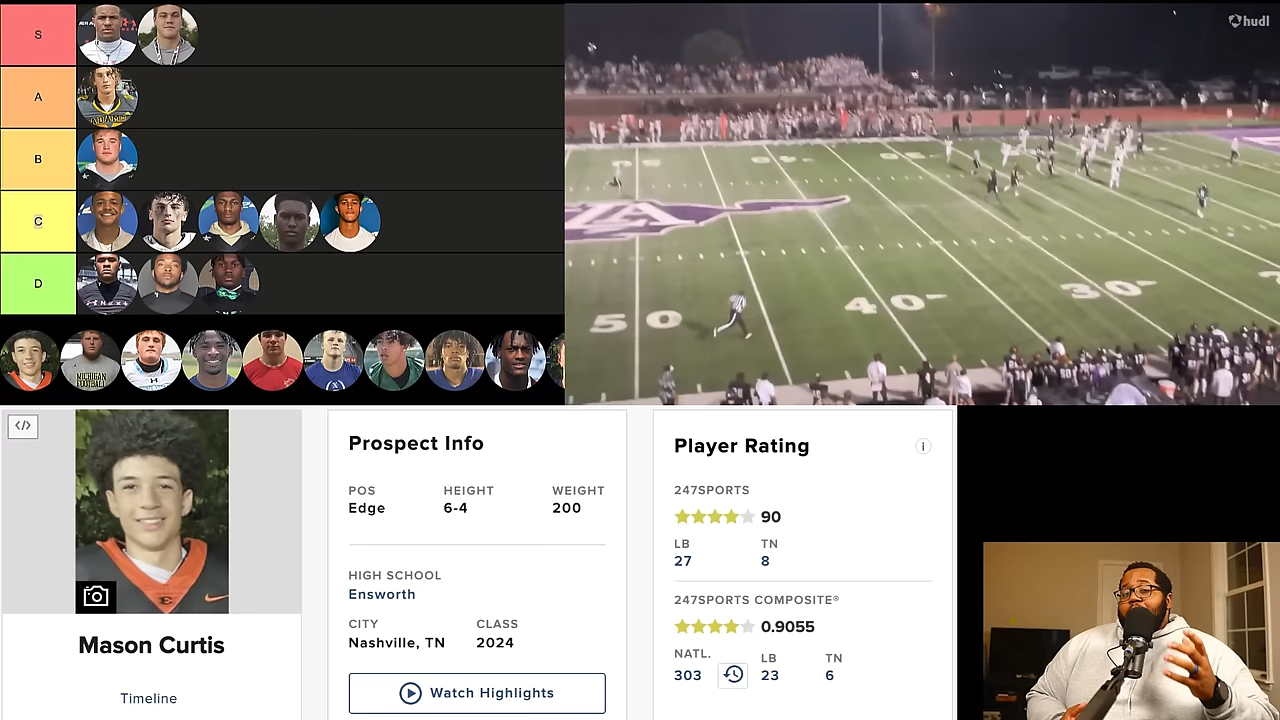 S
A
B
C
D
MICHIGAN
FOOTBALL
hudl
50
40
30
</>
Mason Curtis
Timeline
Prospect Info
POS HEIGHT WEIGHT
Edge 6-4 200
HIGH SCHOOL
Ensworth
CITY CLASS
Nashville, TN 2024
Watch Highlights
Player Rating
i
247SPORTS
90
LB TN
27 8
247SPORTS COMPOSITE®
0.9055
NATL. LB TN
303 23 6